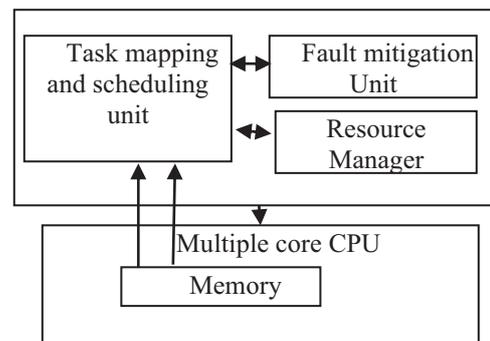 Task mapping
and scheduling
unit
Fault mitigation
Unit
Resource
Manager
Multiple core CPU
Memory